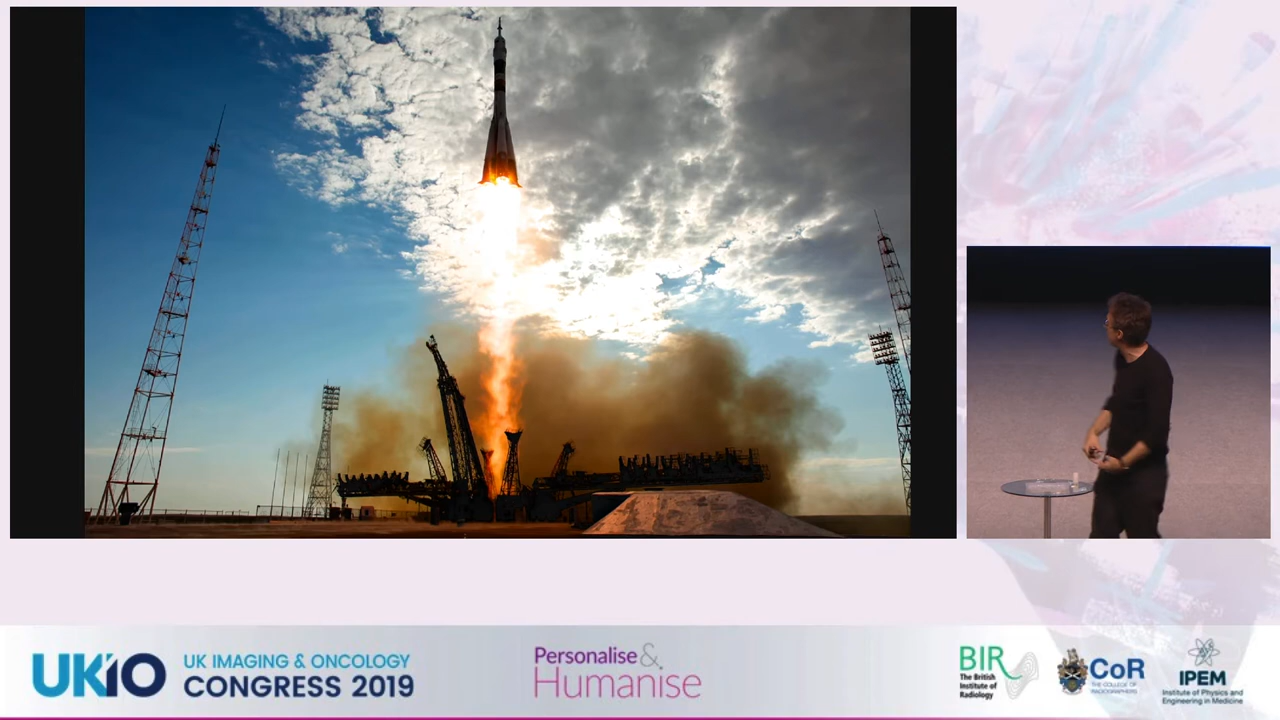 UKIO
UK IMAGING & ONCOLOGY
CONGRESS 2019
Personalise &
Humanise
BIR
The British
Institute of
Radiology
CoR
THE COLLEGE OF
RADIOGRAPHERS
IPEM
Institute of Physics and
Engineering in Medicine